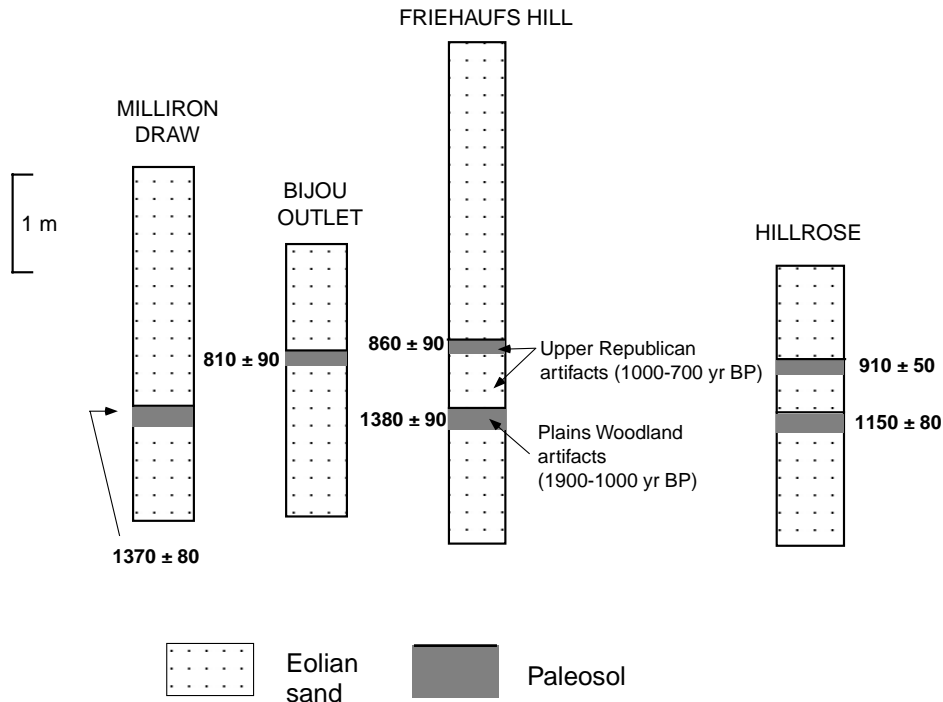 FRIEHAUFS HILL
MILLIRON
DRAW
BIJOU
OUTLET
HILLROSE
1 m
810 ± 90
860 ± 90
1380 ± 90
Upper Republican
artifacts (1000-700 yr BP)
Plains Woodland
artifacts
(1900-1000 yr BP)
910 ± 50
1150 ± 80
1370 ± 80
Eolian
sand
Paleosol